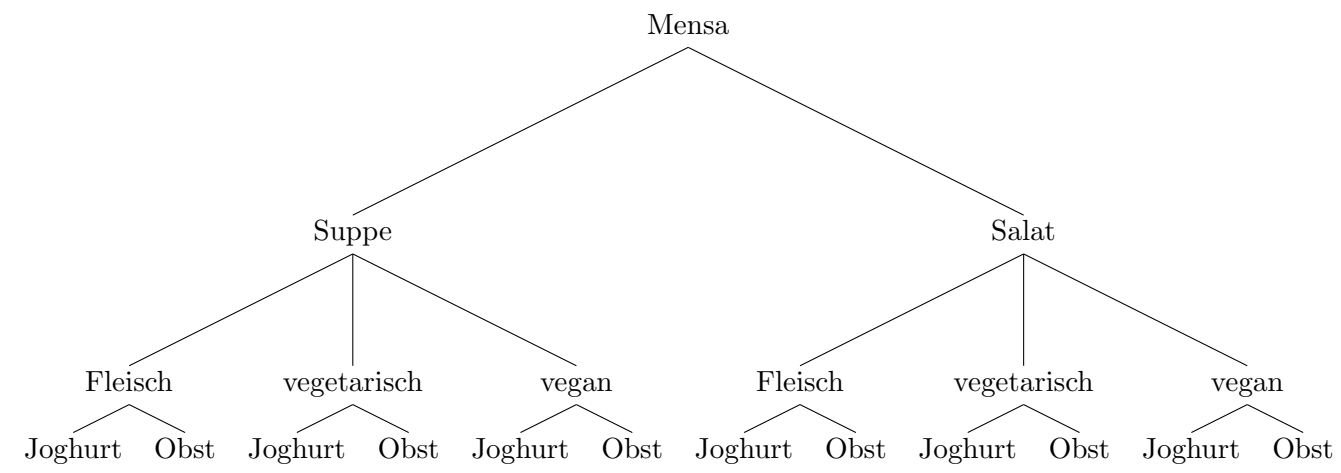 Mensa
Suppe Salat
Fleisch vegetarisch vegan Fleisch vegetarisch vegan
Joghurt Obst Joghurt Obst Joghurt Obst Joghurt Obst Joghurt Obst Joghurt Obst